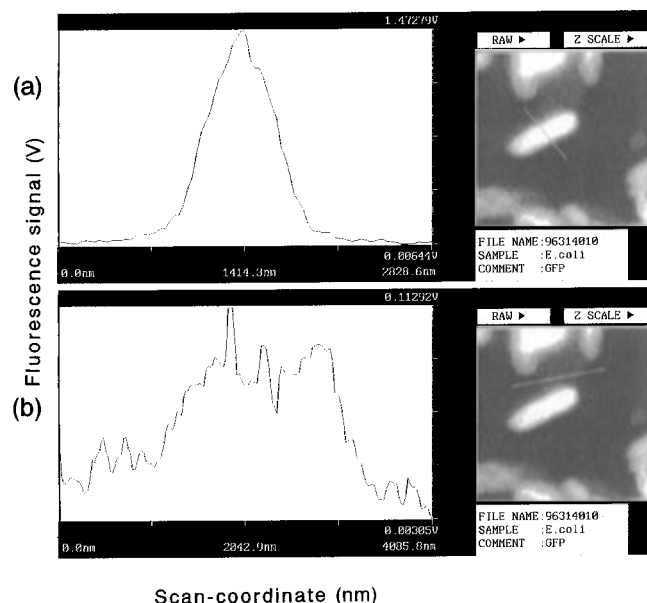 (a)
(b)
Fluorescence signal (V)
1.47279V
0.00644V
0.0nm 1414.3nm 2828.6nm
RAW ▶ Z SCALE ▶
FILE NAME:96314010
SAMPLE :E.coli
COMMENT :GFP
0.11292V
0.00305V
0.0nm 2042.9nm 4085.8nm
RAW ▶ Z SCALE ▶
FILE NAME:96314010
SAMPLE :E.coli
COMMENT :GFP
Scan-coordinate (nm)